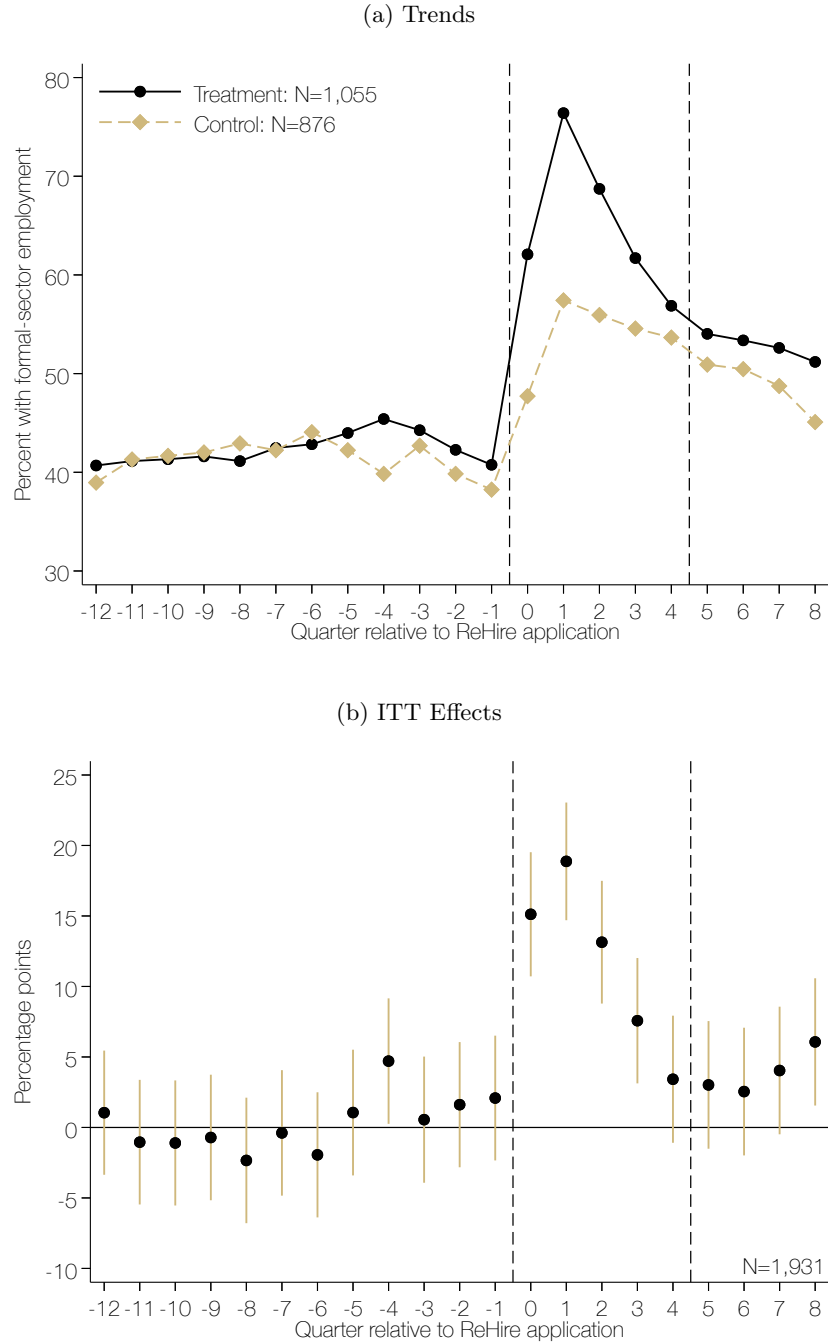 (a) Trends
80
70
60
50
40
30
Percent with formal-sector employment
Treatment: N=1,055
Control: N=876
-12 -11 -10 -9 -8 -7 -6 -5 -4 -3 -2 -1 0 1 2 3 4 5 6 7 8
Quarter relative to ReHire application
(b) ITT Effects
25
20
15
10
5
0
-5
-10
Percentage points
N=1,931
-12 -11 -10 -9 -8 -7 -6 -5 -4 -3 -2 -1 0 1 2 3 4 5 6 7 8
Quarter relative to ReHire application